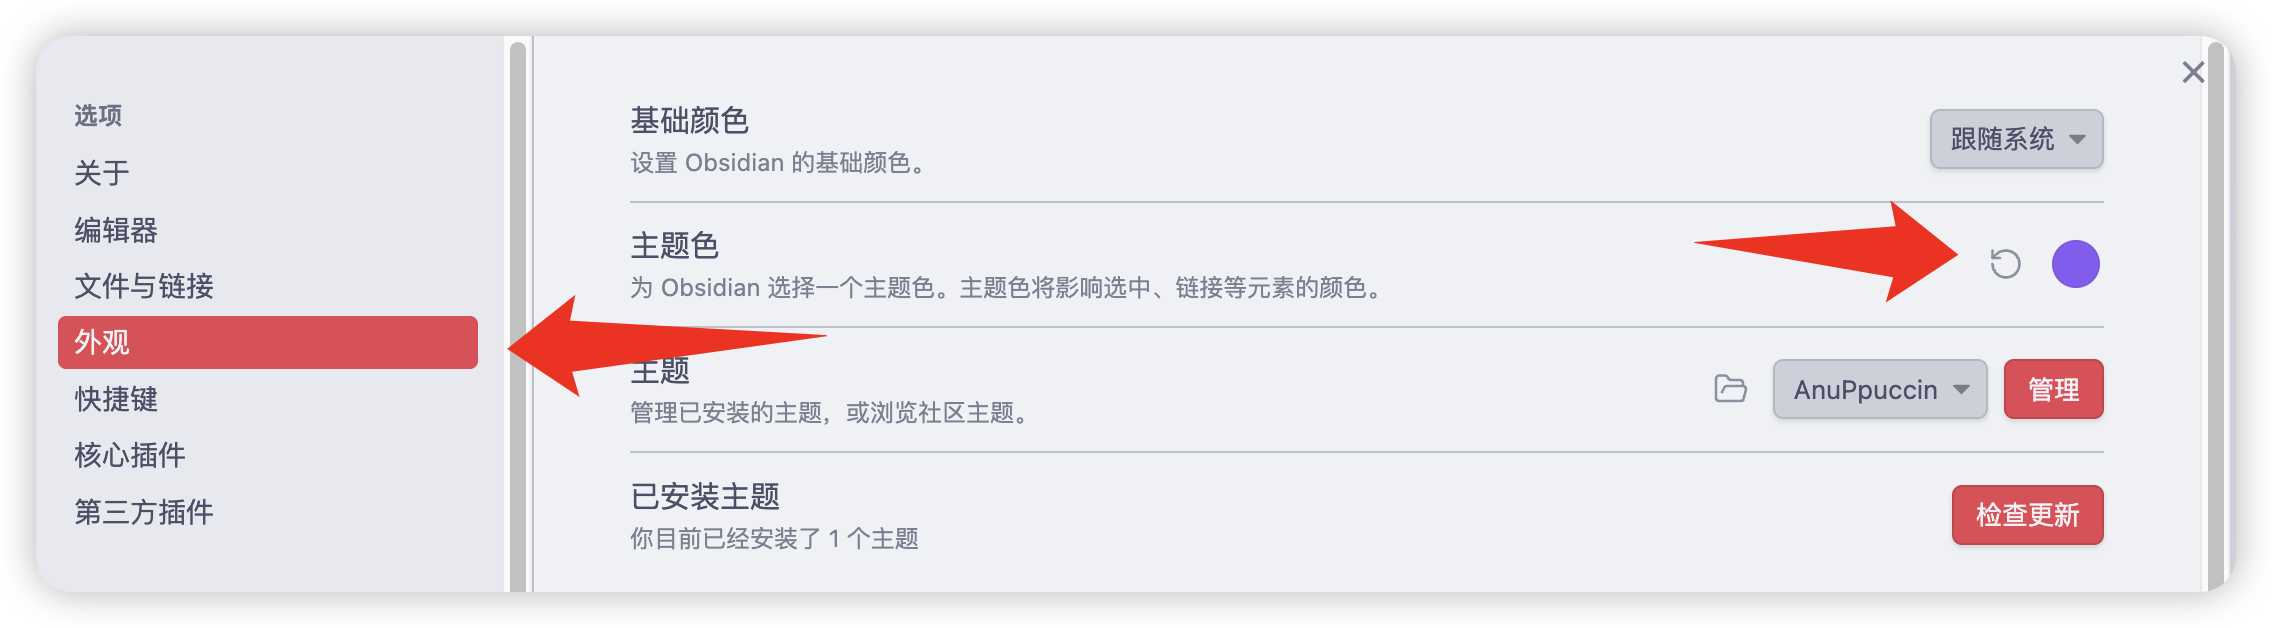 选项
关于
编辑器
文件与链接
外观
快捷键
核心插件
第三方插件
基础颜色
设置 Obsidian 的基础颜色。
跟随系统
主题色
为 Obsidian 选择一个主题色。主题色将影响选中、链接等元素的颜色。
主题
管理已安装的主题，或浏览社区主题。
AnuPpuccin
管理
已安装主题
你目前已经安装了 1 个主题
检查更新